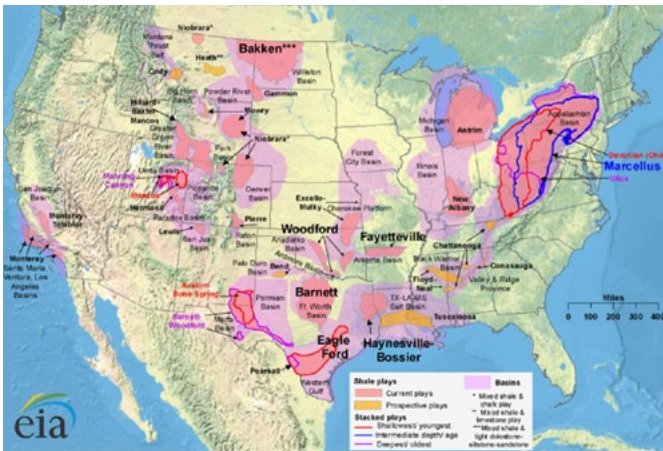 Niobrara*
Montana
Thrust
Belt
Heath**
Bakken***
Cody
Williston
Basin
Big Horn
Basin
Powder River
Basin
Gammon
Hilliard-
Baxter-
Mancos
Mowry
Greater
Green
River
Basin
Niobrara*
Park
Basin
Michigan
Basin
Antrim
Appalachian
Basin
Devonian (Ohio)
Marcellus
Utica
Forest
City Basin
Illinois
Basin
Uinta Basin
Manning
Canyon
Mancos
Piceance
Basin
Denver
Basin
San Joaquin
Basin
Hermosa
Paradox Basin
Excello-
Mulky
Cherokee Platform
New
Albany
Monterey-
Temblor
Pierre
Woodford
Lewis
San Juan
Basin
Raton
Basin
Anadarko
Basin
Fayetteville
Chattanooga
Monterey
Santa Maria,
Ventura, Los
Angeles
Basins
Palo Duro
Basin
Bend
Ardmore Basin
Arkoma Basin
Black Warrior
Basin
Conasauga
Floyd-
Neal
Valley & Ridge
Province
Avalon-
Bone Spring
Permian
Basin
Barnett
Ft. Worth
Basin
TX-LA-MS
Salt Basin
Tuscaloosa
Barnett-
Woodford
Marfa
Basin
Eagle
Ford
Haynesville-
Bossier
Pearsall
Western
Gulf
Miles
0 100 200 300 400
eia
Shale plays
Current plays
Prospective plays
Stacked plays
Shallowest/ youngest
Intermediate depth/ age
Deepest/ oldest
Basins
* Mixed shale &
chalk play
** Mixed shale &
limestone play
*** Mixed shale &
tight dolostone-
siltstone-sandstone